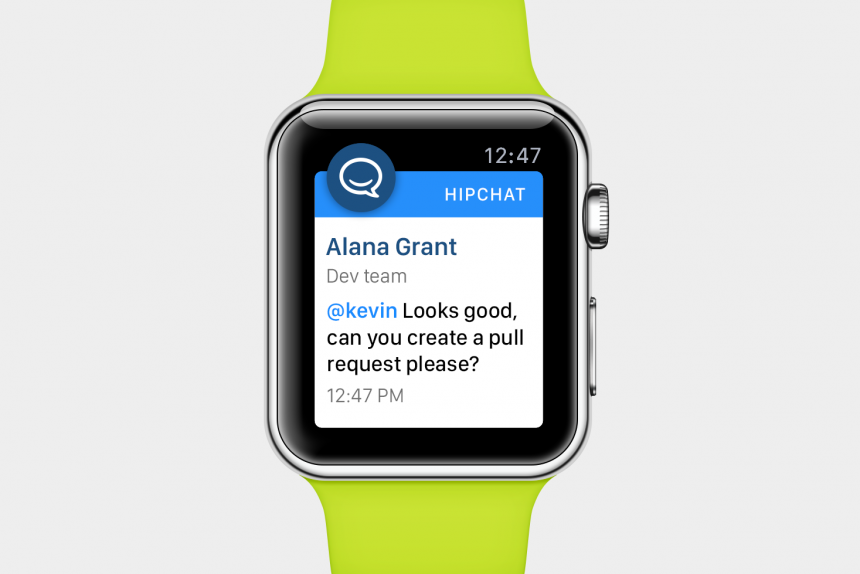 12:47
HIPCHAT
Alana Grant
Dev team
@kevin Looks good,
can you create a pull
request please?
12:47 PM